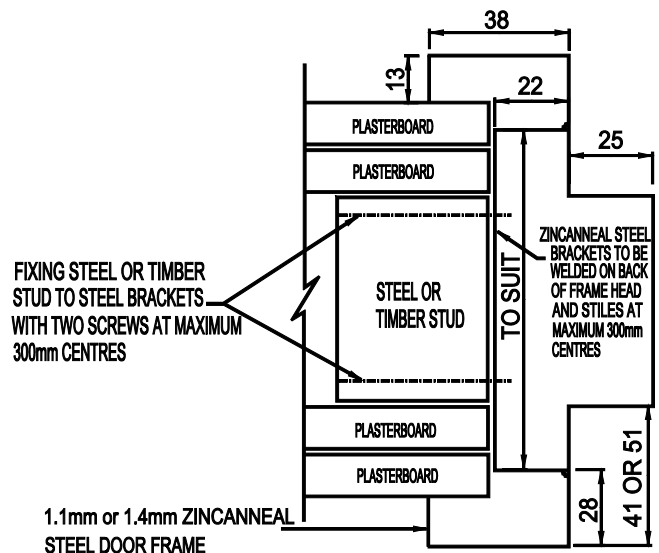 38
13
22
25
PLASTERBOARD
PLASTERBOARD
ZINCANNEAL STEEL
BRACKETS TO BE
WELDED ON BACK
OF FRAME HEAD
AND STILES AT
MAXIMUM 300mm
CENTRES
FIXING STEEL OR TIMBER
STUD TO STEEL BRACKETS
WITH TWO SCREWS AT MAXIMUM
300mm CENTRES
STEEL OR
TIMBER STUD
TO SUIT
PLASTERBOARD
PLASTERBOARD
41 OR 51
28
1.1mm or 1.4mm ZINCANNEAL
STEEL DOOR FRAME